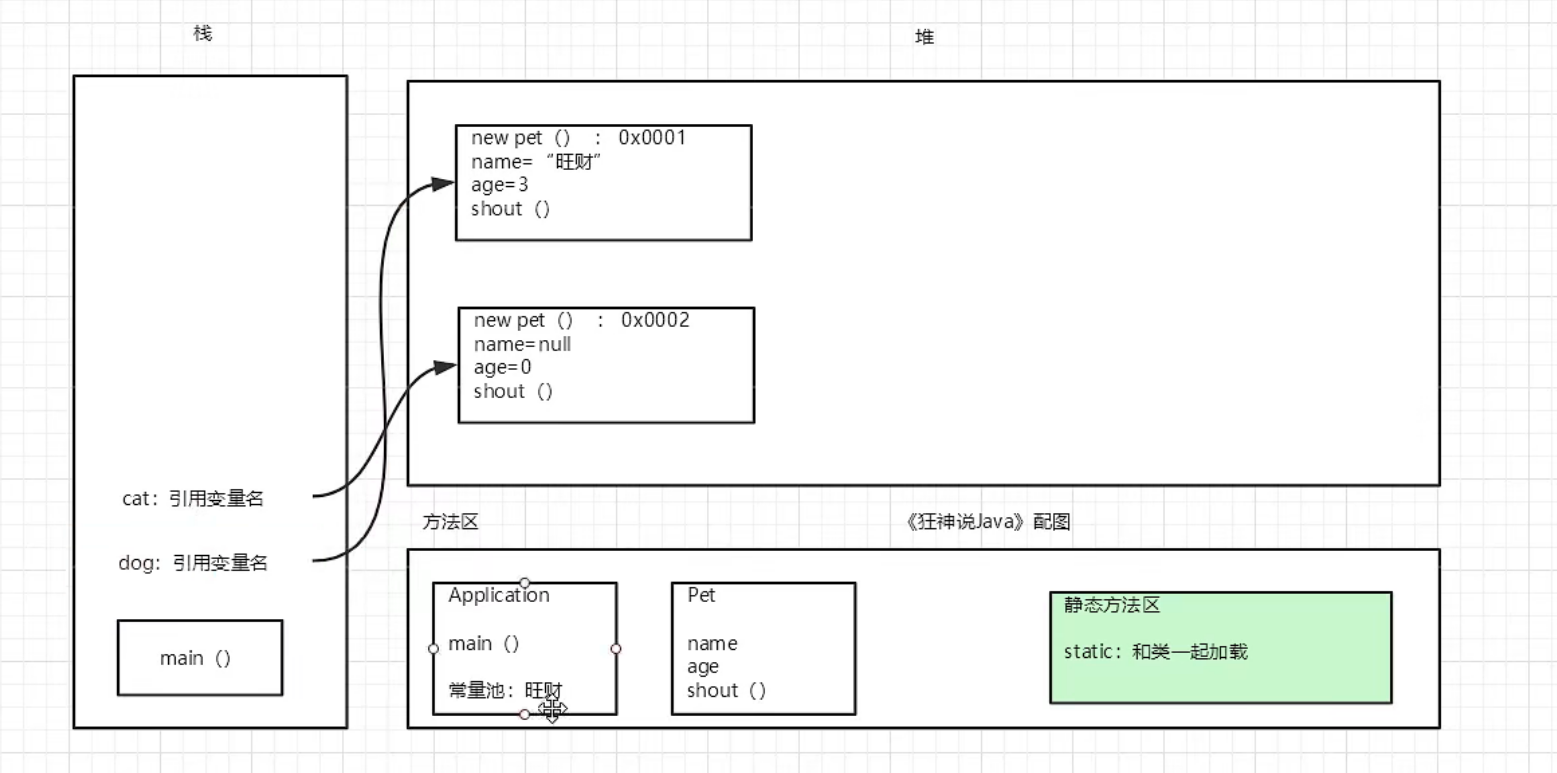 栈
堆
new pet（）  ： 0x0001
name= “旺财”
age=3
shout（）
new pet（）  ： 0x0002
name=null
age=0
shout（）
cat：引用变量名
dog：引用变量名
main（）
方法区
《狂神说Java》配图
Application
main（）
常量池：旺财
Pet
name
age
shout（）
静态方法区
static：和类一起加载